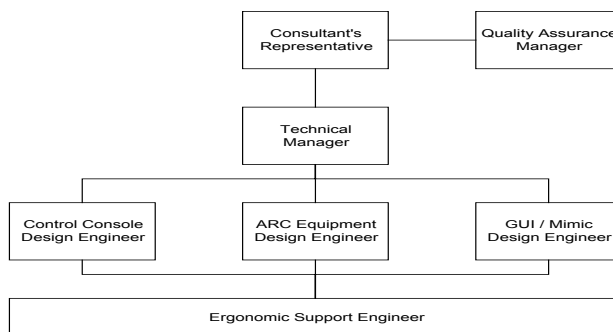 Consultant's
Representative
Quality Assurance
Manager
Technical
Manager
Control Console
Design Engineer
ARC Equipment
Design Engineer
GUI / Mimic
Design Engineer
Ergonomic Support Engineer